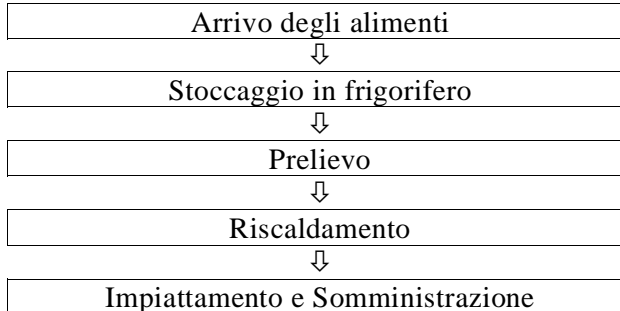 Arrivo degli alimenti
Stoccaggio in frigorifero
Prelievo
Riscaldamento
Impiattamento e Somministrazione